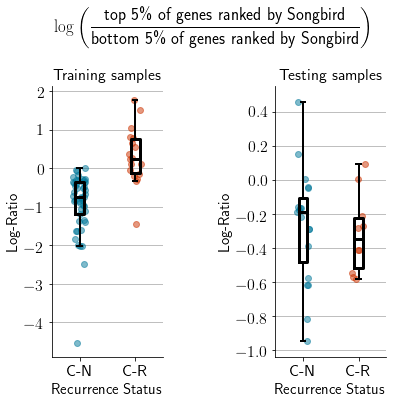 log ( top 5% of genes ranked by Songbird
bottom 5% of genes ranked by Songbird )
Training samples
2
1
0
−1
−2
−3
−4
Log-Ratio
C-N C-R
Recurrence Status
Testing samples
0.4
0.2
0.0
−0.2
−0.4
−0.6
−0.8
−1.0
Log-Ratio
C-N C-R
Recurrence Status